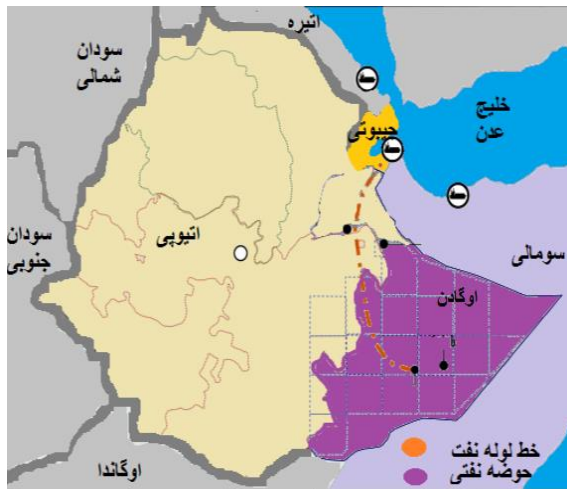 اتیره
سودان
شمالی
خلیج
عدن
جیبوتی
سودان
جنوبی
اتیوپی
سومالی
اوگادن
اوگاندا
خط لوله نفت
حوضه نفتی